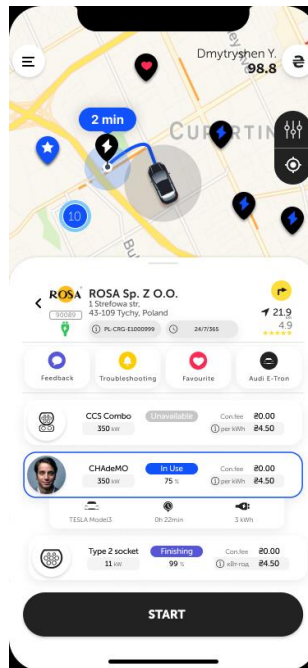 Dmytryshen Y.
98.8 ₴
2 min
CUPERTIN
10
ROSA
ROSA Sp. Z O.O.
1 Strefowa str.
43-109 Tychy, Poland
90089
PL-CRG-E1000999
24/7/365
21.9
4.9
Feedback
Troubleshooting
Favourite
Audi E-Tron
CCS Combo
Unavailable
Con.fee ₴0.00
350 kW
per kWh ₴4.50
CHAdeMO
In Use
Con.fee ₴0.00
350 kW
75 %
per kWh ₴4.50
TESLA Model3
0h 22min
3 kWh
Type 2 socket
Finishing
Con.fee ₴0.00
11 kW
99 %
кВт·год ₴4.50
START